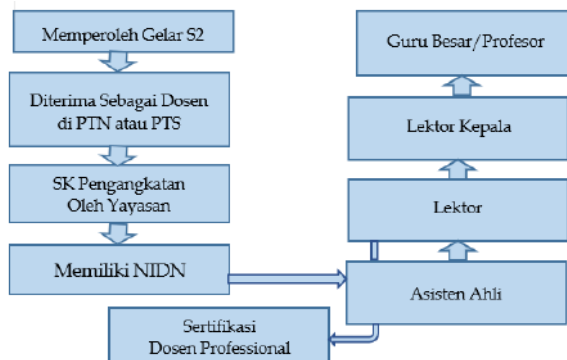 Memperoleh Gelar S2
Diterima Sebagai Dosen
di PTN atau PTS
SK Pengangkatan
Oleh Yayasan
Memiliki NIDN
Sertifikasi
Dosen Professional
Guru Besar/Profesor
Lektor Kepala
Lektor
Asisten Ahli